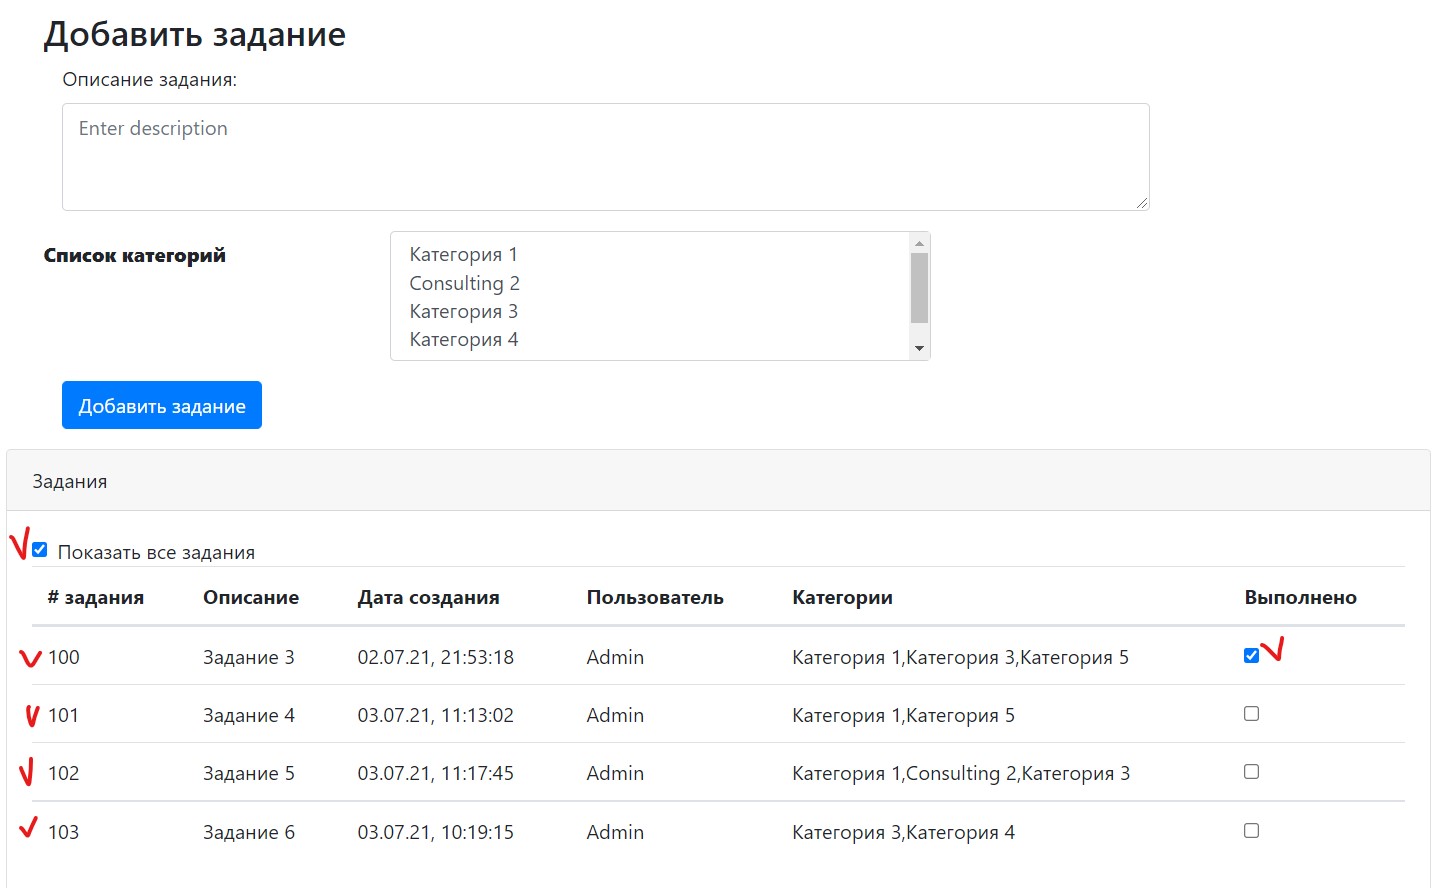 Добавить задание
Описание задания:
Enter description
Список категорий
Категория 1
Consulting 2
Категория 3
Категория 4
Добавить задание
Задания
Показать все задания
# задания Описание Дата создания Пользователь Категории Выполнено
100 Задание 3 02.07.21, 21:53:18 Admin Категория 1,Категория 3,Категория 5
101 Задание 4 03.07.21, 11:13:02 Admin Категория 1,Категория 5
102 Задание 5 03.07.21, 11:17:45 Admin Категория 1,Consulting 2,Категория 3
103 Задание 6 03.07.21, 10:19:15 Admin Категория 3,Категория 4